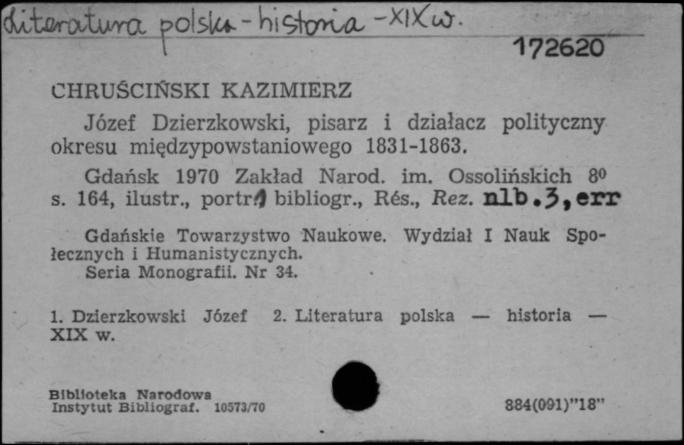 Literatura polska - historia - XIX w.
172620
CHRUŚCIŃSKI KAZIMIERZ
Józef Dzierzkowski, pisarz i działacz polityczny
okresu międzypowstaniowego 1831-1863.
Gdańsk 1970 Zakład Narod. im. Ossolińskich 8⁰
s. 164, ilustr., portr. bibliogr., Rés., Rez. nlb.3, err
Gdańskie Towarzystwo Naukowe. Wydział I Nauk Spo-
łecznych i Humanistycznych.
Seria Monografii. Nr 34.
1. Dzierzkowski Józef 2. Literatura polska — historia —
XIX w.
Biblioteka Narodowa
Instytut Bibliograf. 10573/70
884(091)"18"